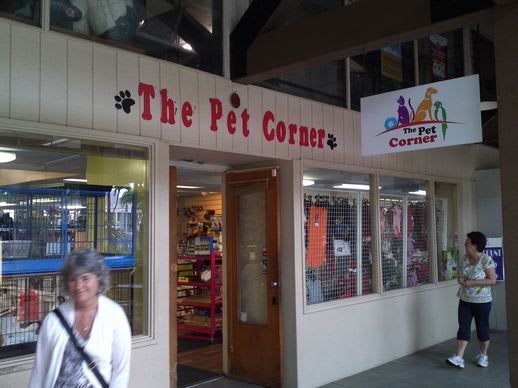 The Pet Corner
The Pet
Corner